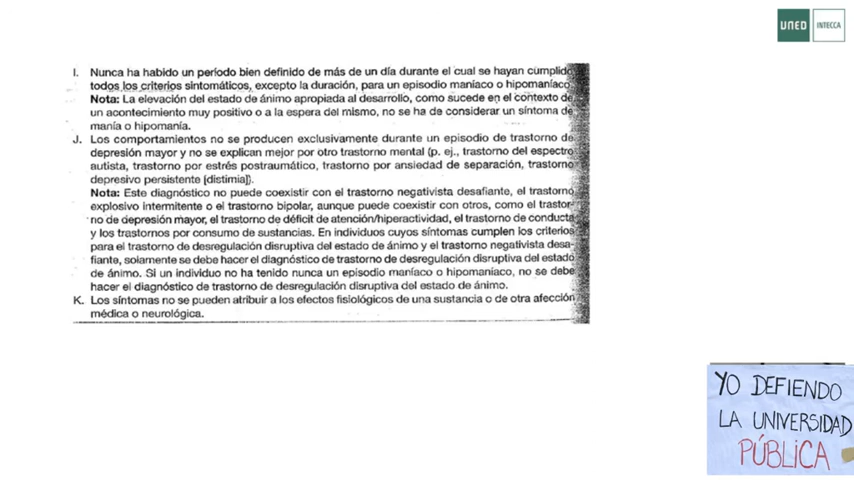 UNED INTECCA
I. Nunca ha habido un período bien definido de más de un día durante el cual se hayan cumplido
todos los criterios sintomáticos, excepto la duración, para un episodio maníaco o hipomaníaco.
Nota: La elevación del estado de ánimo apropiada al desarrollo, como sucede en el contexto de
un acontecimiento muy positivo o a la espera del mismo, no se ha de considerar un síntoma de
manía o hipomanía.
J. Los comportamientos no se producen exclusivamente durante un episodio de trastorno de
depresión mayor y no se explican mejor por otro trastorno mental (p. ej., trastorno del espectro
autista, trastorno por estrés postraumático, trastorno por ansiedad de separación, trastorno
depresivo persistente [distimia]).
Nota: Este diagnóstico no puede coexistir con el trastorno negativista desafiante, el trastorno
explosivo intermitente o el trastorno bipolar, aunque puede coexistir con otros, como el trastor-
no de depresión mayor, el trastorno de déficit de atención/hiperactividad, el trastorno de conducta
y los trastornos por consumo de sustancias. En individuos cuyos síntomas cumplen los criterios
para el trastorno de desregulación disruptiva del estado de ánimo y el trastorno negativista desa-
fiante, solamente se debe hacer el diagnóstico de trastorno de desregulación disruptiva del estado
de ánimo. Si un individuo no ha tenido nunca un episodio maníaco o hipomaníaco, no se debe
hacer el diagnóstico de trastorno de desregulación disruptiva del estado de ánimo.
K. Los síntomas no se pueden atribuir a los efectos fisiológicos de una sustancia o de otra afección
médica o neurológica.
YO DEFIENDO
LA UNIVERSIDAD
PÚBLICA